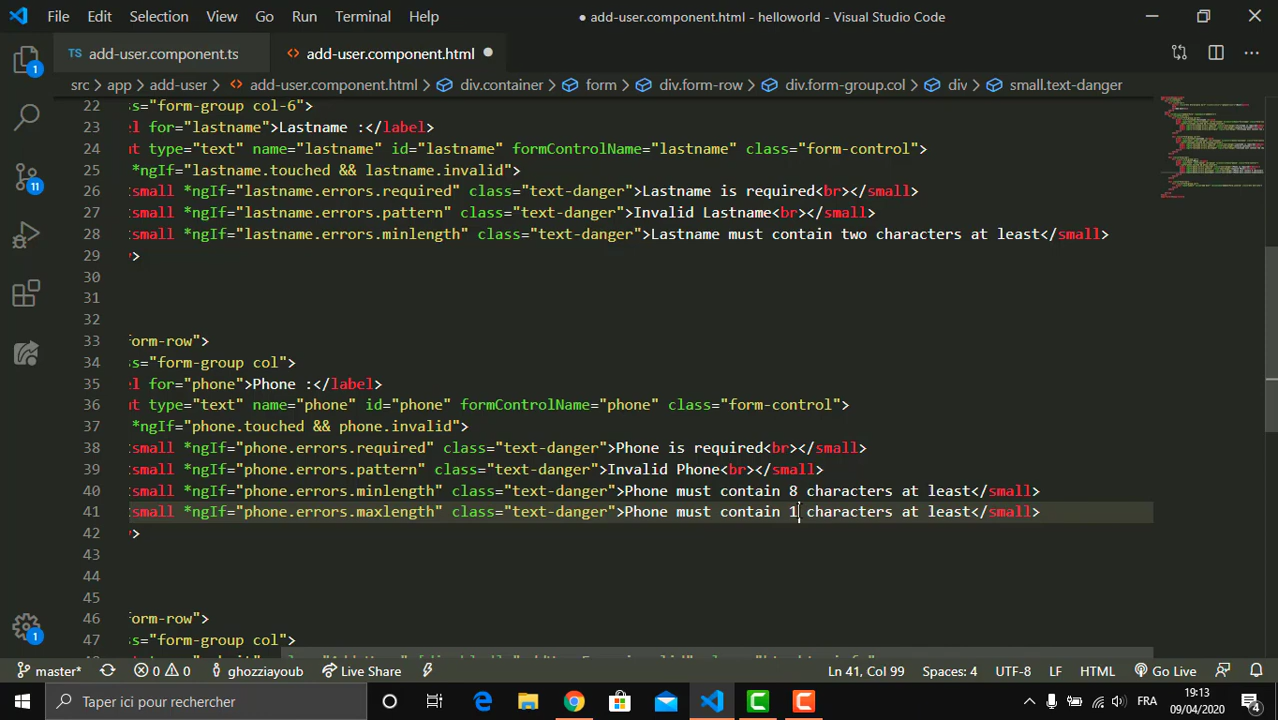 File Edit Selection View Go Run Terminal Help
● add-user.component.html - helloworld - Visual Studio Code
TS add-user.component.ts
<> add-user.component.html ●
src > app > add-user > <> add-user.component.html > div.container > form > div.form-row > div.form-group.col > div > small.text-danger
22 ss="form-group col-6">
23 el for="lastname">Lastname :</label>
24 ut type="text" name="lastname" id="lastname" formControlName="lastname" class="form-control">
25 *ngIf="lastname.touched && lastname.invalid">
26 <small *ngIf="lastname.errors.required" class="text-danger">Lastname is required<br></small>
27 <small *ngIf="lastname.errors.pattern" class="text-danger">Invalid Lastname<br></small>
28 <small *ngIf="lastname.errors.minlength" class="text-danger">Lastname must contain two characters at least</small>
29 v>
30
31
32
33 form-row">
34 ss="form-group col">
35 el for="phone">Phone :</label>
36 ut type="text" name="phone" id="phone" formControlName="phone" class="form-control">
37 *ngIf="phone.touched && phone.invalid">
38 <small *ngIf="phone.errors.required" class="text-danger">Phone is required<br></small>
39 <small *ngIf="phone.errors.pattern" class="text-danger">Invalid Phone<br></small>
40 <small *ngIf="phone.errors.minlength" class="text-danger">Phone must contain 8 characters at least</small>
41 <small *ngIf="phone.errors.maxlength" class="text-danger">Phone must contain 1 characters at least</small>
42 v>
43
44
45
46 form-row">
47 ss="form-group col">
1
11
1
master* 0 0 ghozziayoub Live Share Ln 41, Col 99 Spaces: 4 UTF-8 LF HTML Go Live
Taper ici pour rechercher
FRA
19:13
09/04/2020
4